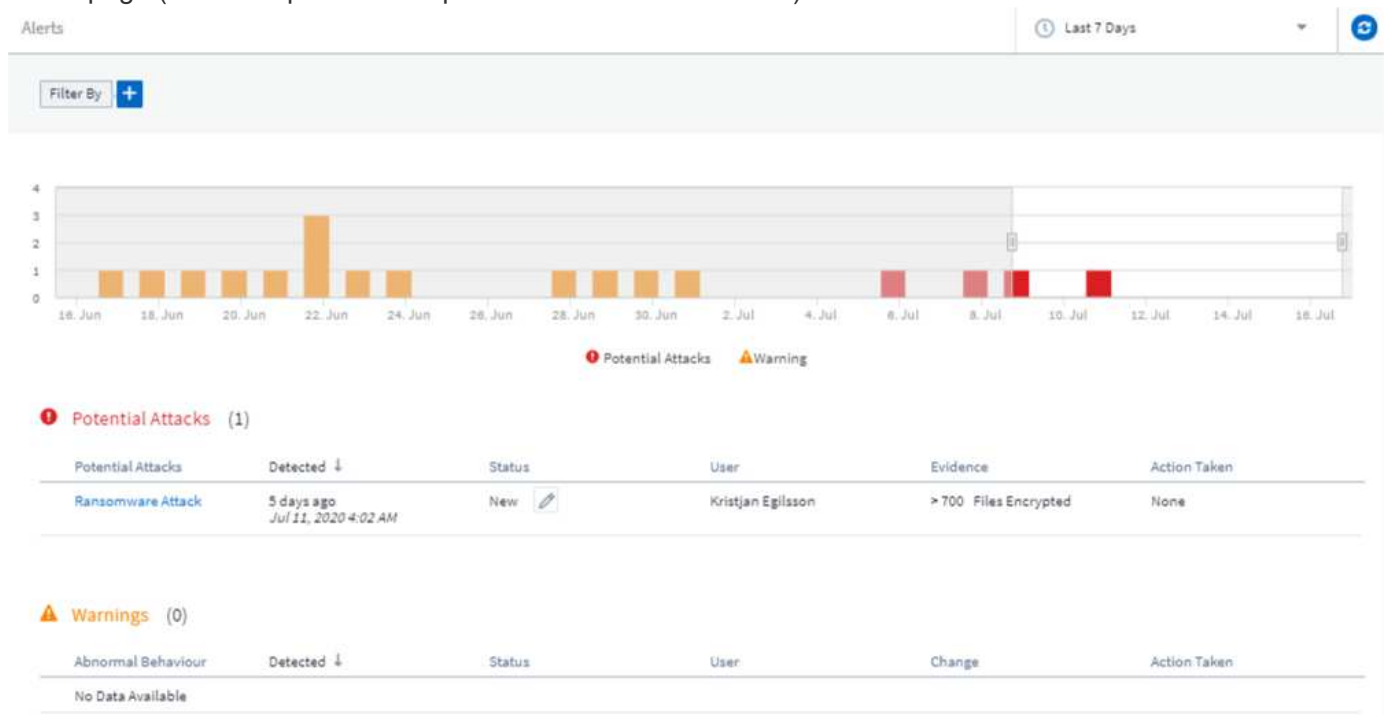 Alerts
Last 7 Days
Filter By +
4
3
2
1
0
16. Jun 18. Jun 20. Jun 22. Jun 24. Jun 26. Jun 28. Jun 30. Jun 2. Jul 4. Jul 6. Jul 8. Jul 10. Jul 12. Jul 14. Jul 16. Jul
Potential Attacks Warning
Potential Attacks (1)
Potential Attacks Detected ↓ Status User Evidence Action Taken
Ransomware Attack 5 days ago New Kristjan Egilsson > 700 Files Encrypted None
Jul 11, 2020 4:02 AM
Warnings (0)
Abnormal Behaviour Detected ↓ Status User Change Action Taken
No Data Available